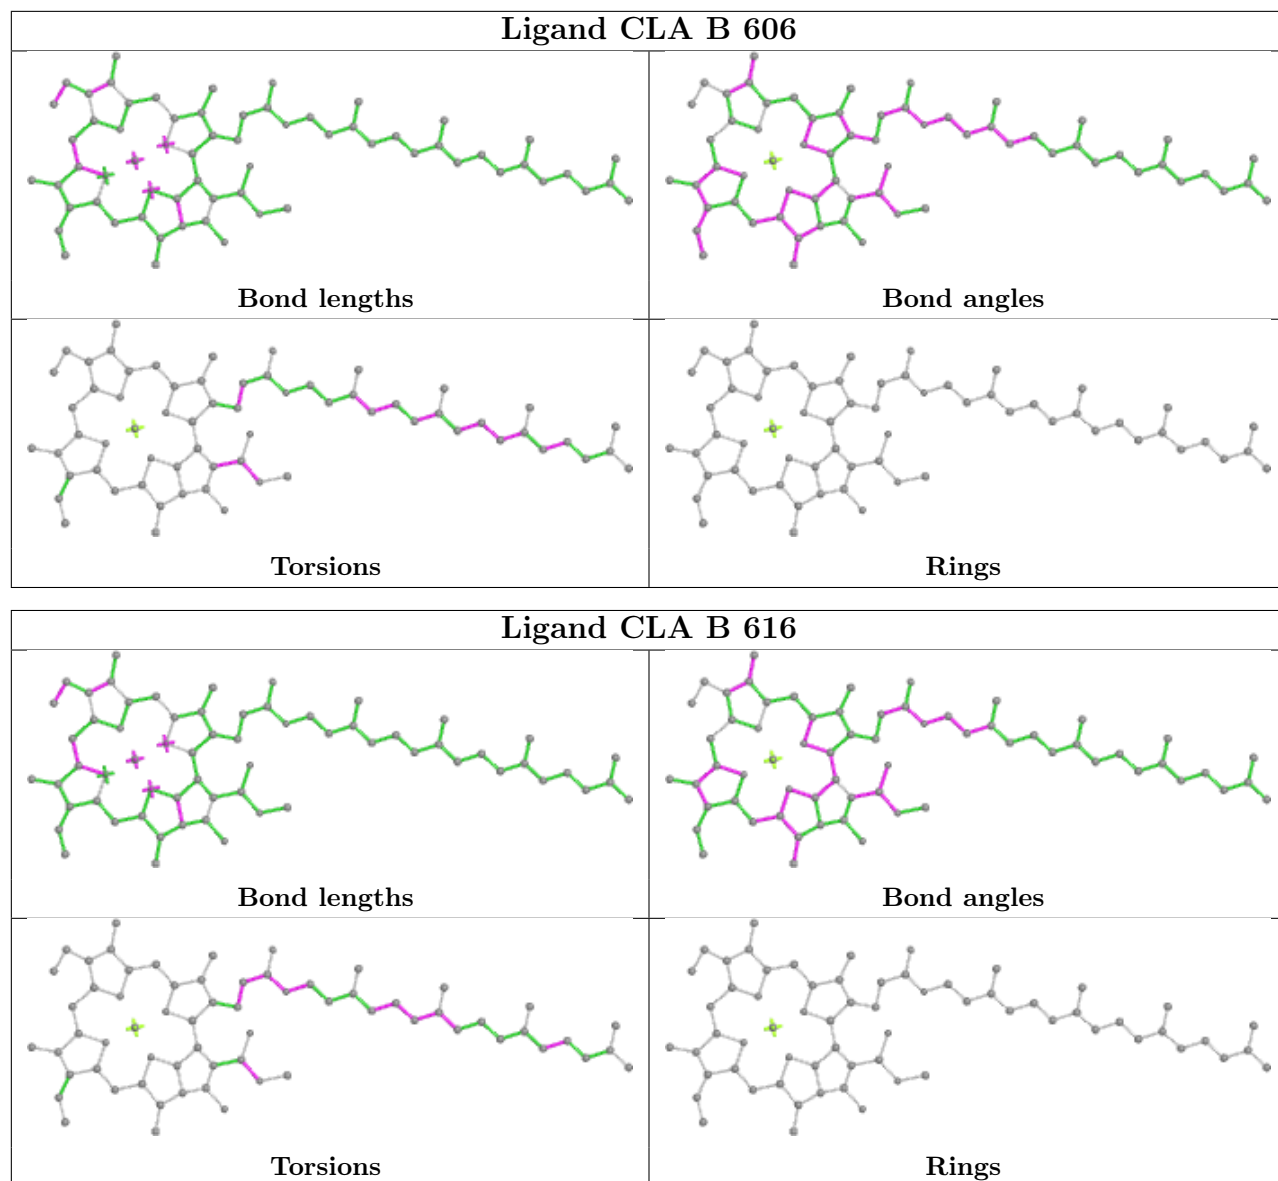 Ligand CLA B 606
Bond lengths
Bond angles
Torsions
Rings
Ligand CLA B 616
Bond lengths
Bond angles
Torsions
Rings